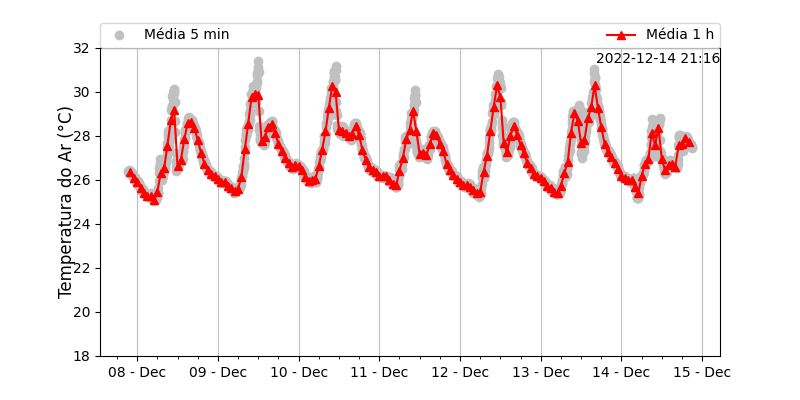 Média 5 min
Média 1 h
2022-12-14 21:16
Temperatura do Ar (°C)
32
30
28
26
24
22
20
18
08 - Dec
09 - Dec
10 - Dec
11 - Dec
12 - Dec
13 - Dec
14 - Dec
15 - Dec